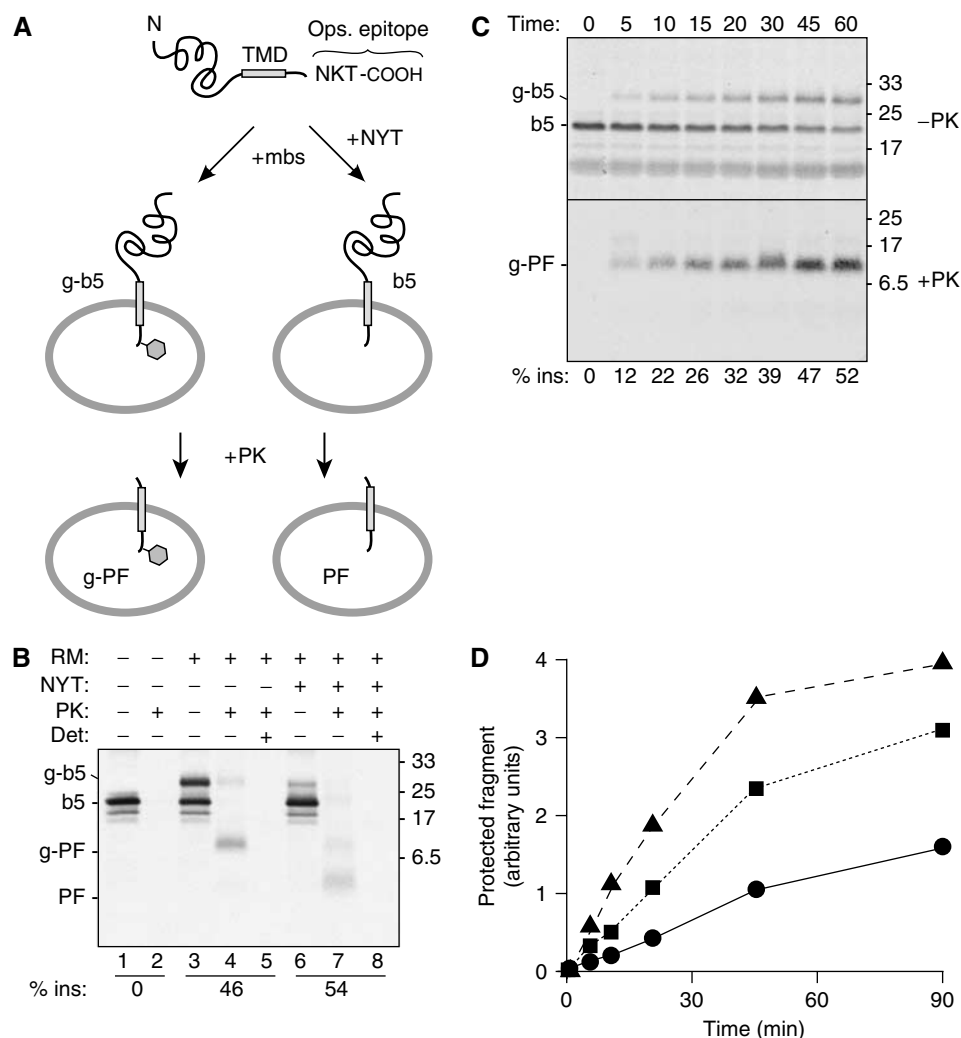 A
N
Ops. epitope
TMD
NKT-COOH
+mbs
+NYT
g-b5
b5
+PK
g-PF
PF
B
RM: – – + + + + + +
NYT: – – – – – + + +
PK: – + – + + – + +
Det: – – – – + – – +
g-b5
b5
g-PF
PF
33
25
17
6.5
1 2 3 4 5 6 7 8
% ins: 0 46 54
C
Time: 0 5 10 15 20 30 45 60
g-b5
b5
33
25
17
–PK
g-PF
25
17
6.5
+PK
% ins: 0 12 22 26 32 39 47 52
D
Protected fragment
(arbitrary units)
4
3
2
1
0
0 30 60 90
Time (min)